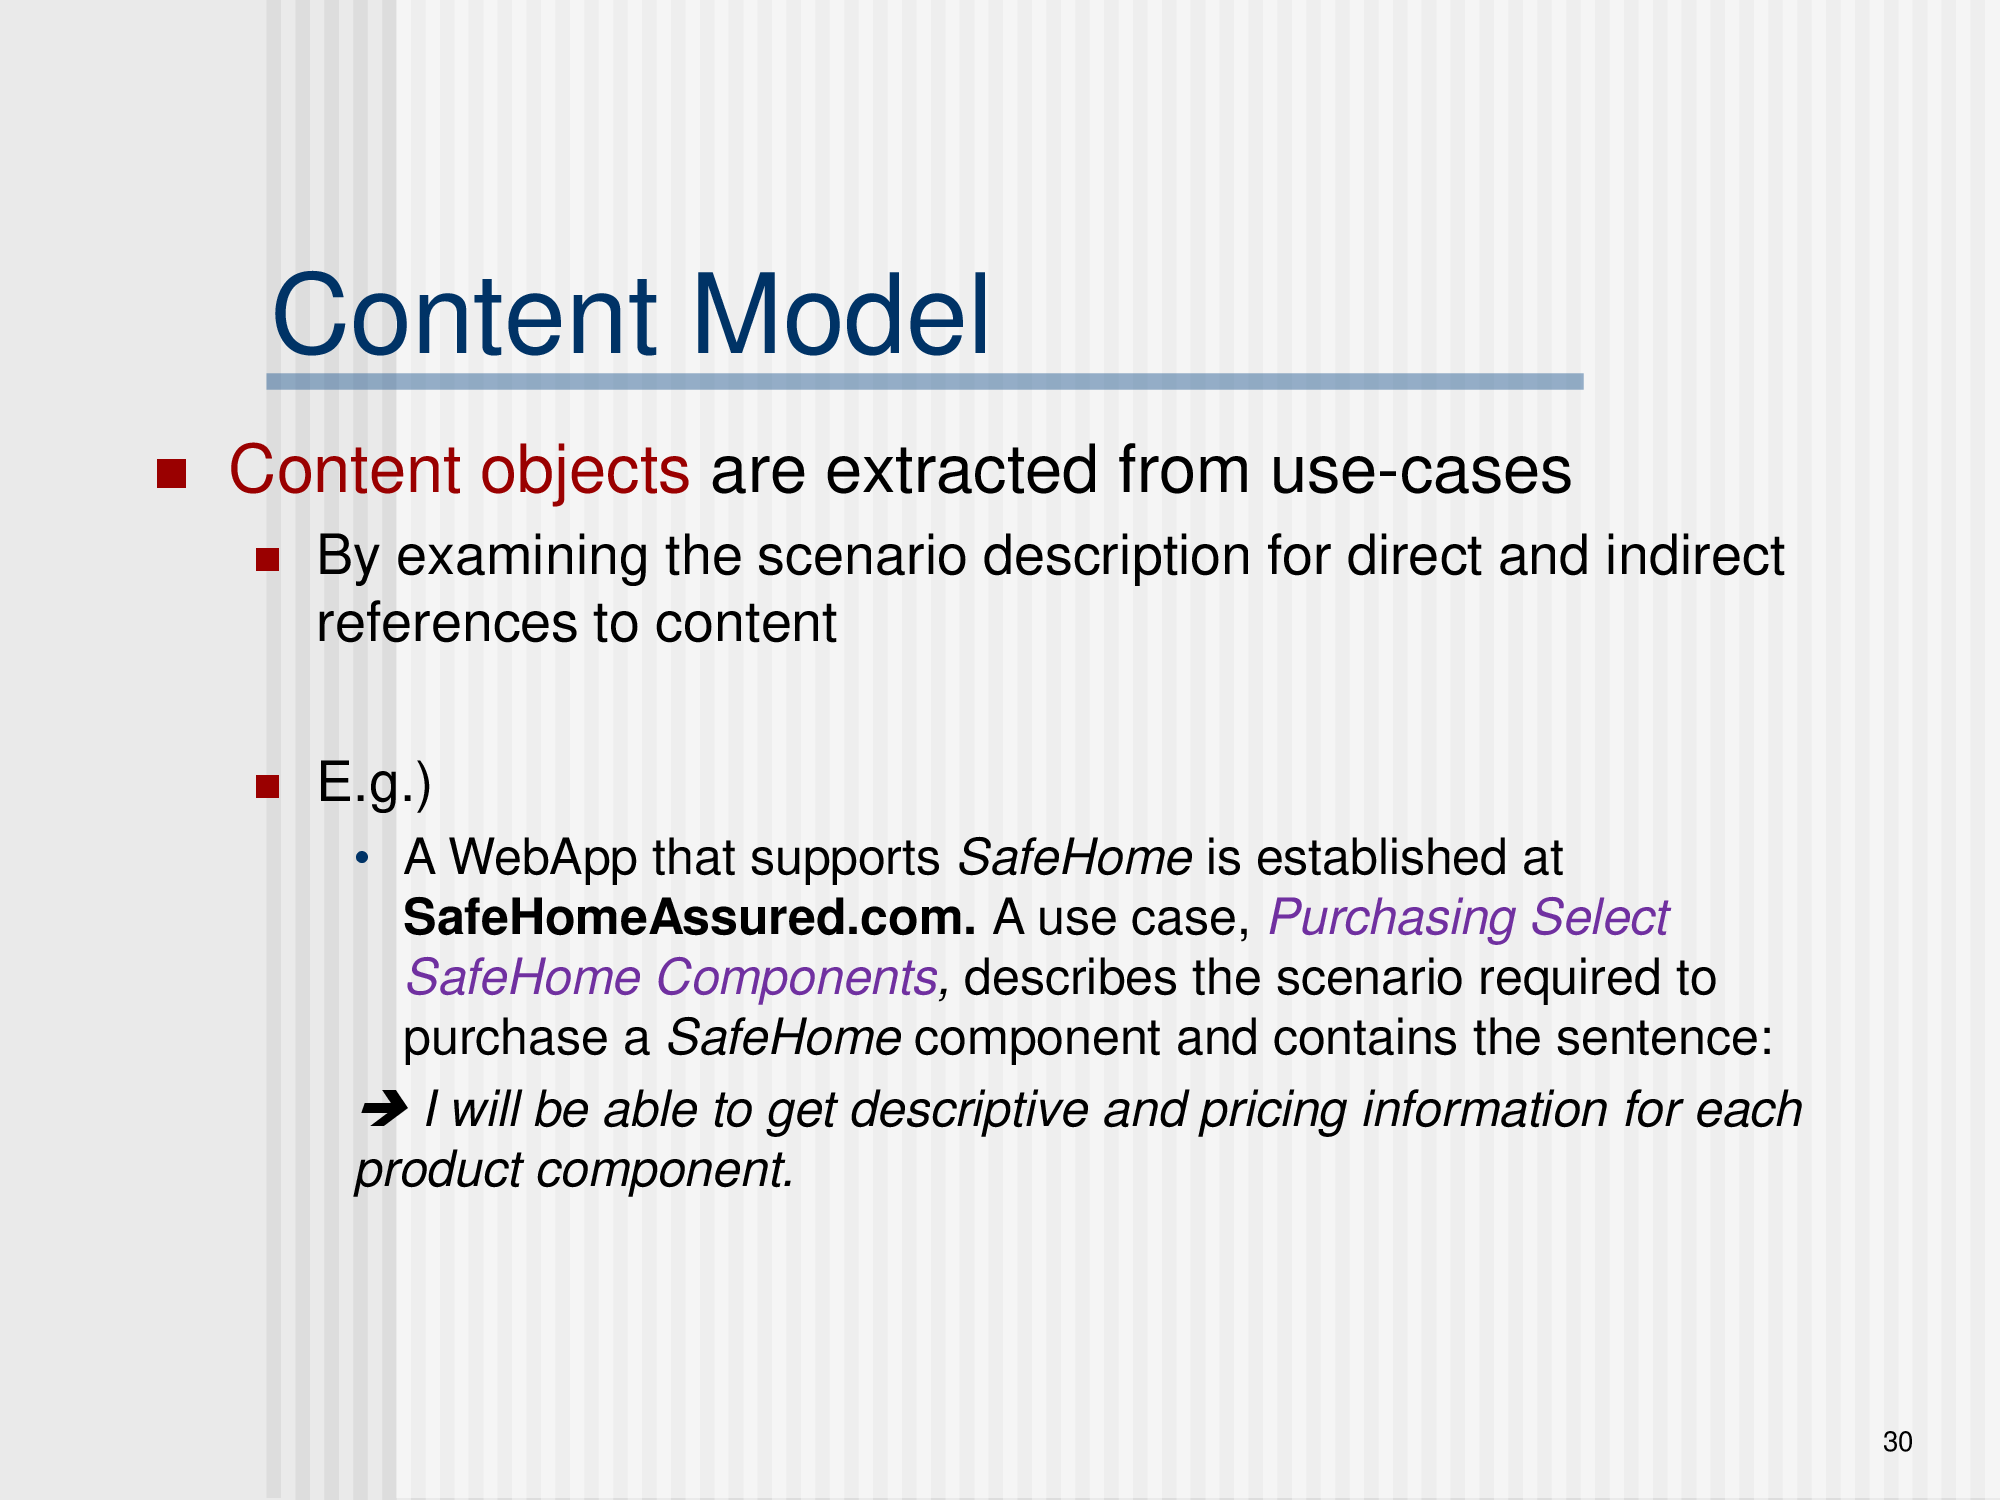 Content Model
Content objects are extracted from use-cases
By examining the scenario description for direct and indirect
references to content
E.g.)
• A WebApp that supports SafeHome is established at
SafeHomeAssured.com. A use case, Purchasing Select
SafeHome Components, describes the scenario required to
purchase a SafeHome component and contains the sentence:
➔ I will be able to get descriptive and pricing information for each
product component.
30